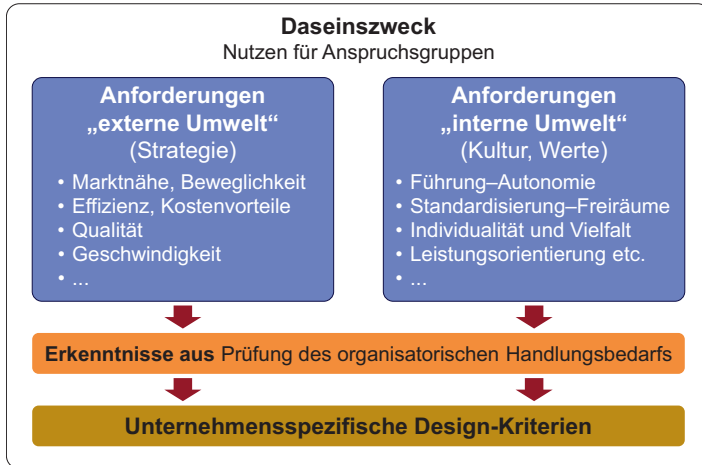 Daseinszweck
Nutzen für Anspruchsgruppen
Anforderungen
„externe Umwelt“
(Strategie)
• Marktnähe, Beweglichkeit
• Effizienz, Kostenvorteile
• Qualität
• Geschwindigkeit
• ...
Anforderungen
„interne Umwelt“
(Kultur, Werte)
• Führung–Autonomie
• Standardisierung–Freiräume
• Individualität und Vielfalt
• Leistungsorientierung etc.
• ...
Erkenntnisse aus Prüfung des organisatorischen Handlungsbedarfs
Unternehmensspezifische Design-Kriterien